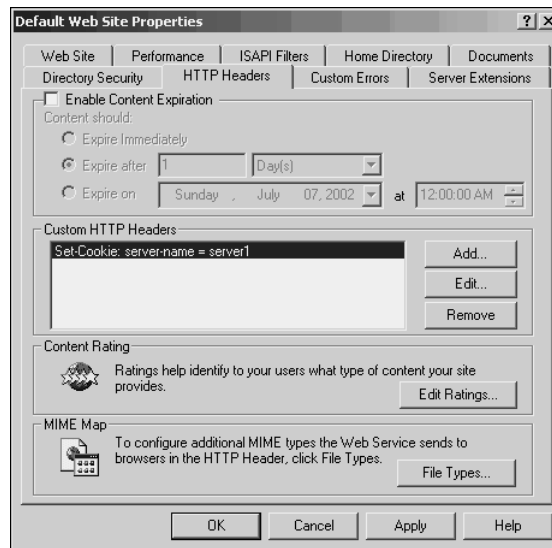 Default Web Site Properties ? X
Web Site Performance ISAPI Filters Home Directory Documents
Directory Security HTTP Headers Custom Errors Server Extensions
Enable Content Expiration
Content should:
Expire Immediately
Expire after 1 Day(s)
Expire on Sunday , July 07, 2002 at 12:00:00 AM
Custom HTTP Headers
Set-Cookie: server-name = server1
Add...
Edit...
Remove
Content Rating
Ratings help identify to your users what type of content your site
provides.
Edit Ratings...
MIME Map
To configure additional MIME types the Web Service sends to
browsers in the HTTP Header, click File Types.
File Types...
OK Cancel Apply Help